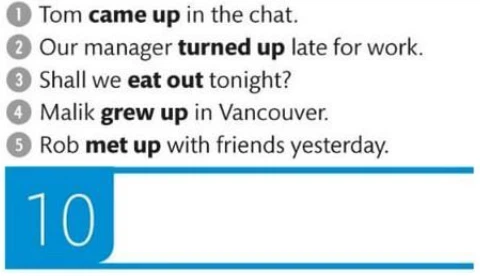 1 Tom came up in the chat.
2 Our manager turned up late for work.
3 Shall we eat out tonight?
4 Malik grew up in Vancouver.
5 Rob met up with friends yesterday.
10